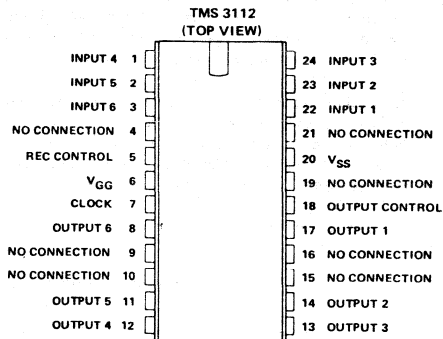 TMS 3112
(TOP VIEW)
INPUT 4 1 24 INPUT 3
INPUT 5 2 23 INPUT 2
INPUT 6 3 22 INPUT 1
NO CONNECTION 4 21 NO CONNECTION
REC CONTROL 5 20 VSS
VGG 6 19 NO CONNECTION
CLOCK 7 18 OUTPUT CONTROL
OUTPUT 6 8 17 OUTPUT 1
NO CONNECTION 9 16 NO CONNECTION
NO CONNECTION 10 15 NO CONNECTION
OUTPUT 5 11 14 OUTPUT 2
OUTPUT 4 12 13 OUTPUT 3